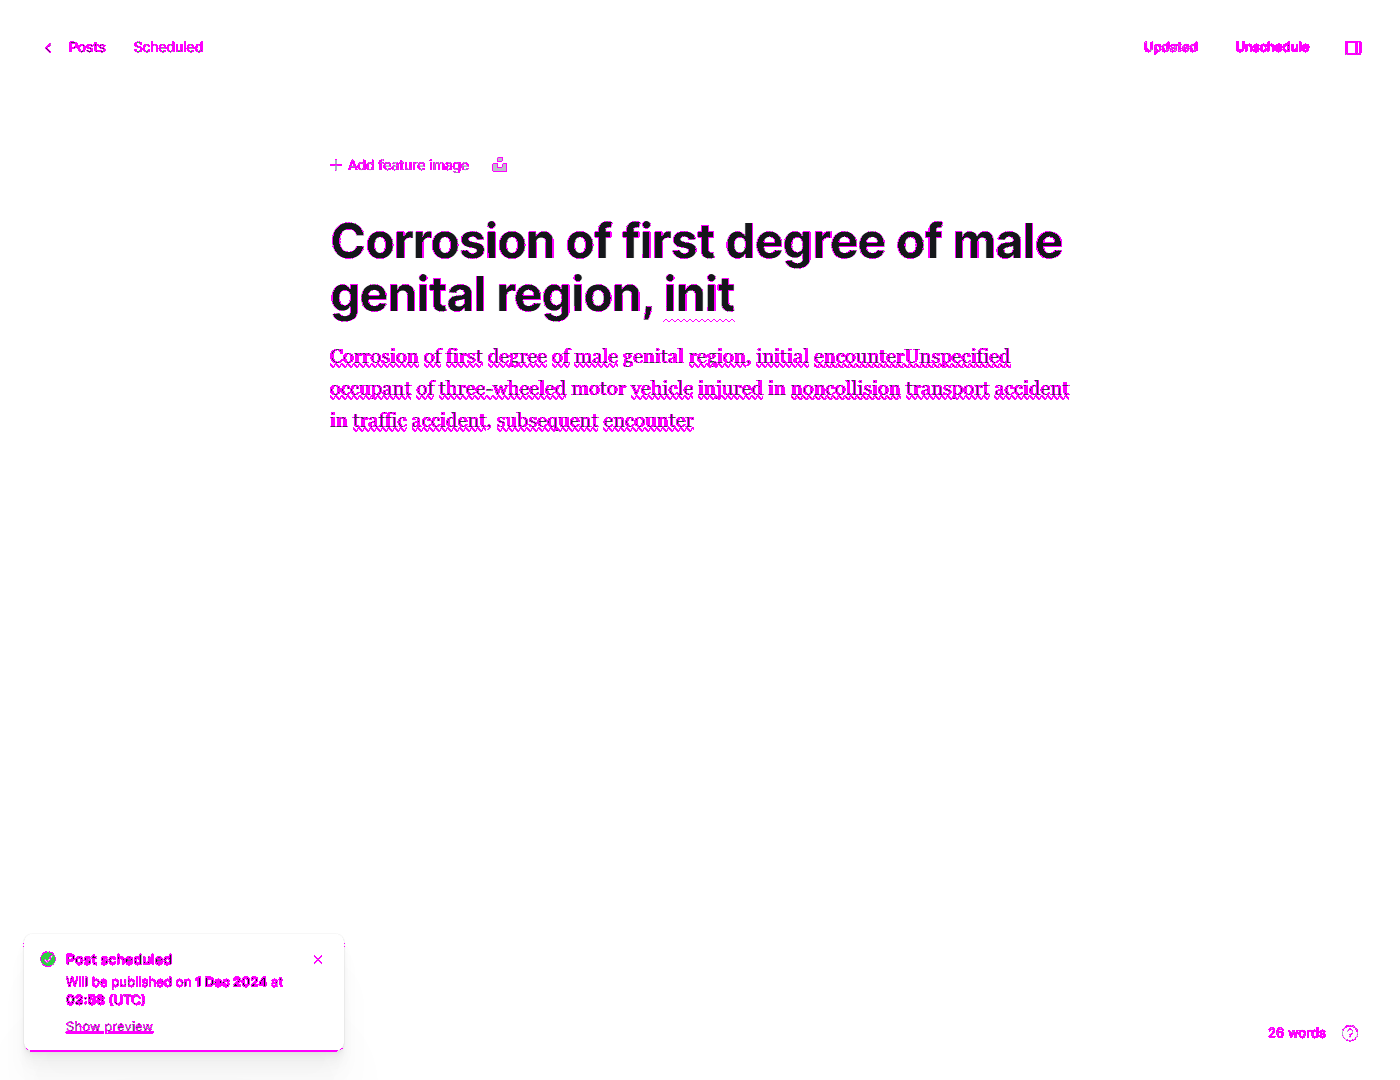 Posts
Scheduled
Updated
Unschedule
Add feature image
Corrosion of first degree of male
genital region, init
Corrosion of first degree of male genital region, initial encounterUnspecified
occupant of three-wheeled motor vehicle injured in noncollision transport accident
in traffic accident, subsequent encounter
Post scheduled
Will be published on 1 Dec 2024 at
03:58 (UTC)
Show preview
26 words